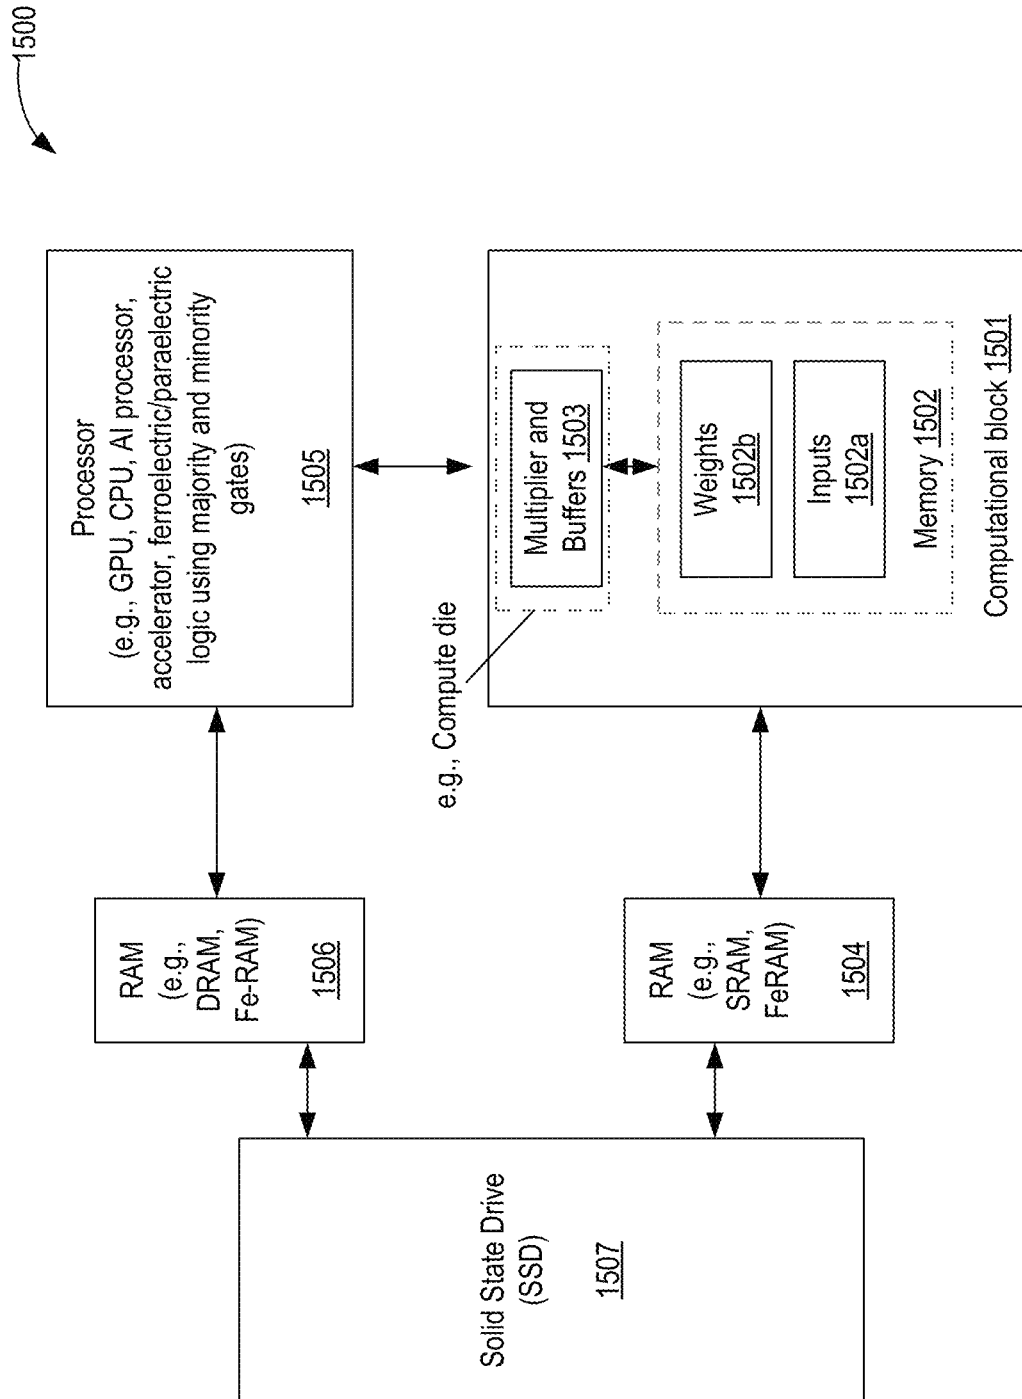 1500
Processor
(e.g., GPU, CPU, AI processor,
accelerator, ferroelectric/paraelectric
logic using majority and minority
gates)
1505
RAM
(e.g.,
DRAM,
Fe-RAM)
1506
Solid State Drive
(SSD)
1507
RAM
(e.g.,
SRAM,
FeRAM)
1504
e.g., Compute die
Multiplier and
Buffers 1503
Weights
1502b
Inputs
1502a
Memory 1502
Computational block 1501